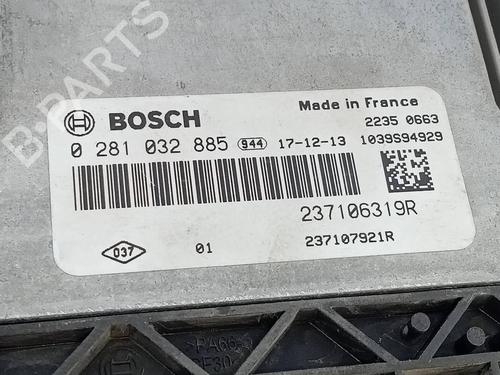 B-PARTS
BOSCH
Made in France
2235 0663
0 281 032 885 944 17-12-13 1039S94929
237106319R
037 01 237107921R
PA66